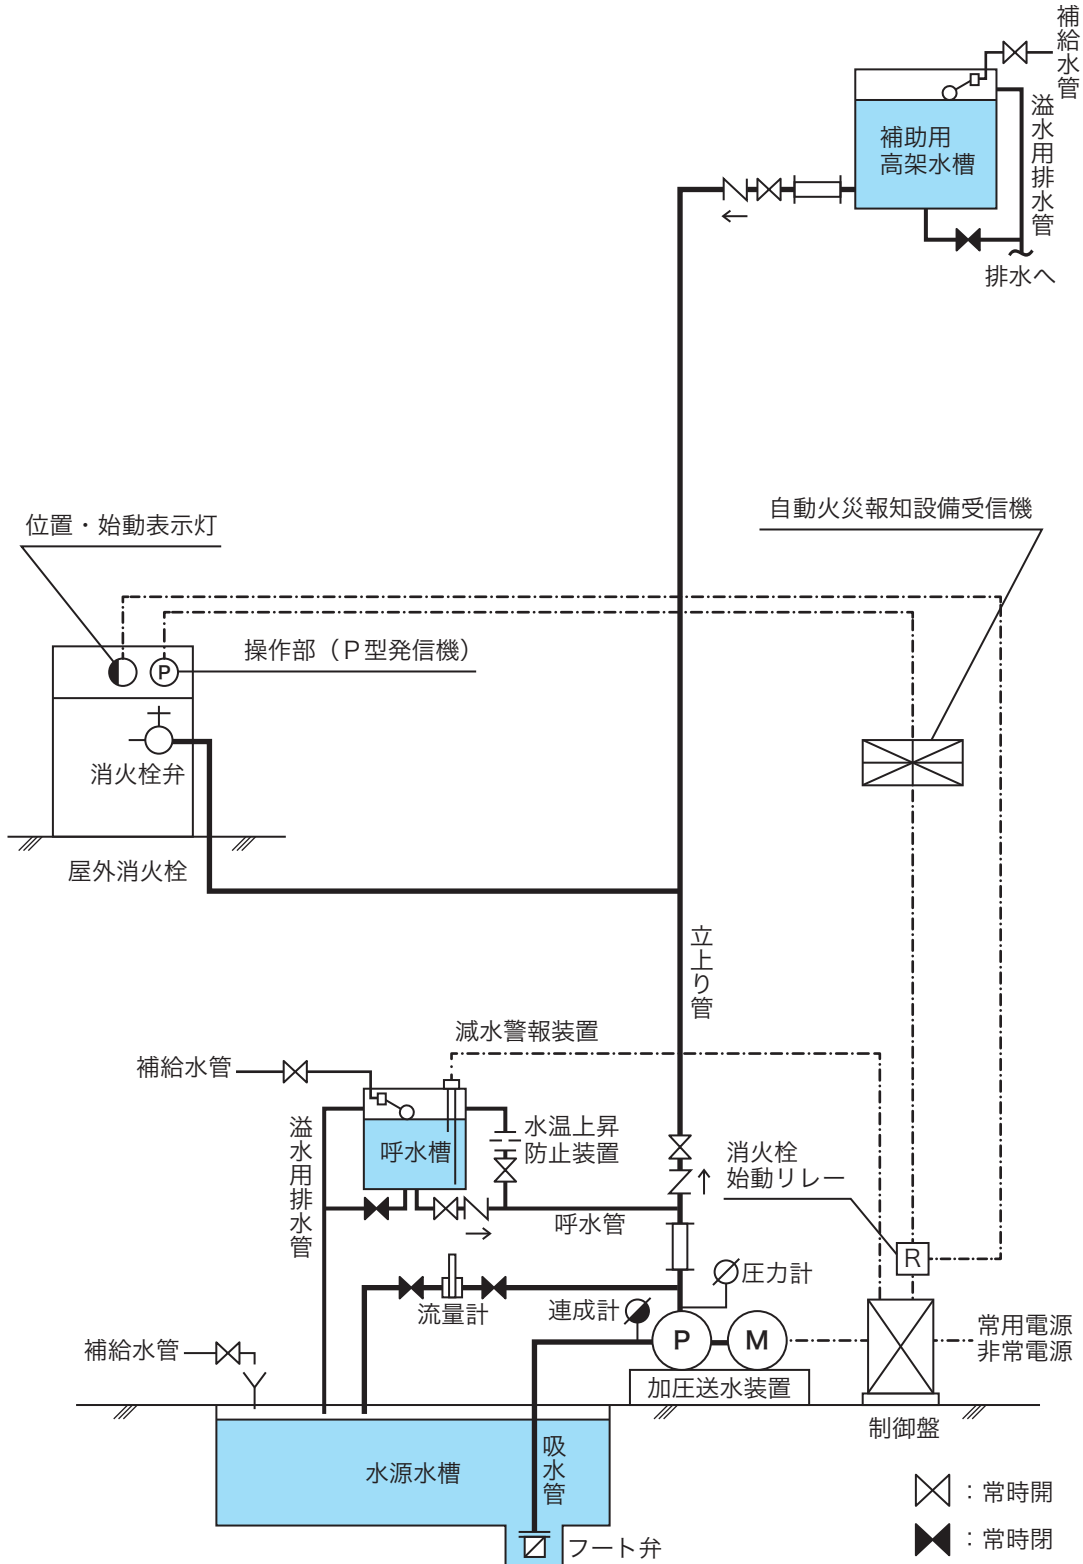 補給水管
溢水用排水管
補助用
高架水槽
排水へ
自動火災報知設備受信機
位置・始動表示灯
操作部（P型発信機）
P
消火栓弁
屋外消火栓
立上り管
減水警報装置
補給水管
溢水用排水管
呼水槽
水温上昇
防止装置
呼水管
消火栓
始動リレー
R
圧力計
連成計
流量計
P
M
加圧送水装置
常用電源
非常電源
制御盤
補給水管
水源水槽
吸水管
フート弁
：常時開
：常時閉